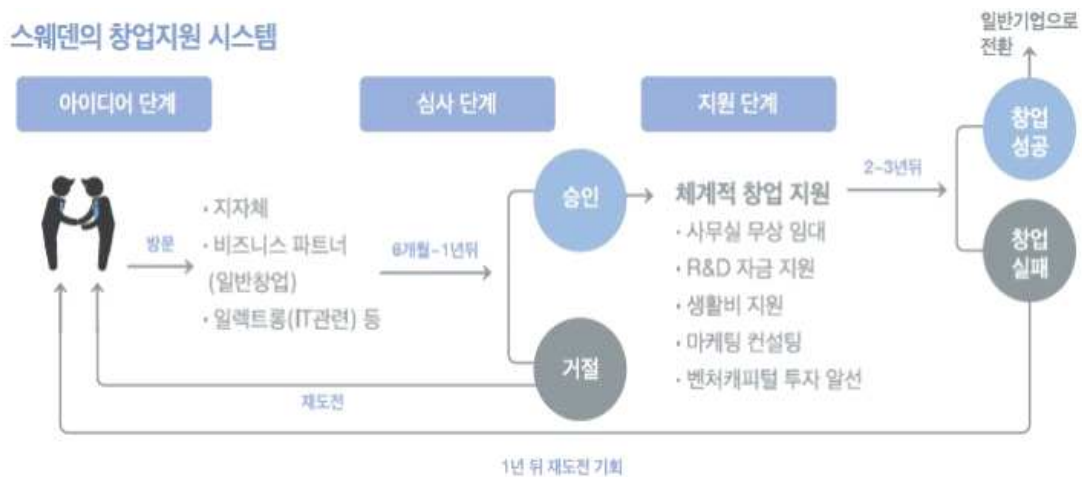 스웨덴의 창업지원 시스템
일반기업으로
전환
아이디어 단계
심사 단계
지원 단계
창업
성공
방문
· 지자체
· 비즈니스 파트너
(일반창업)
· 일렉트롱(IT관련) 등
6개월~1년뒤
승인
거절
체계적 창업 지원
· 사무실 무상 임대
· R&D 자금 지원
· 생활비 지원
· 마케팅 컨설팅
· 벤처캐피털 투자 알선
2~3년뒤
창업
실패
재도전
1년 뒤 재도전 기회